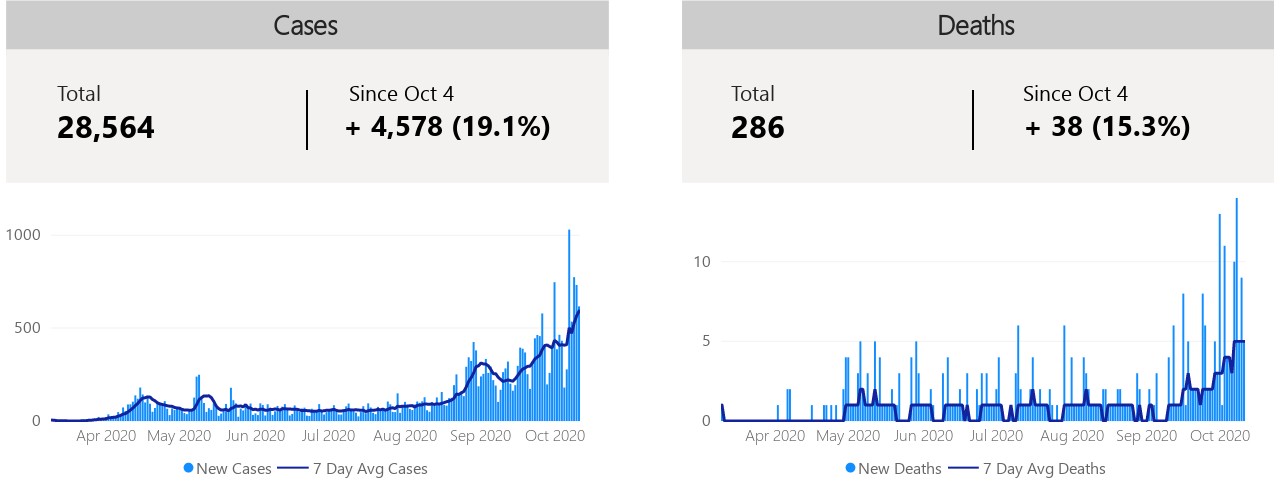 Cases
Total
Since Oct 4
28,564
+ 4,578 (19.1%)
1000
500
0
Apr 2020 May 2020 Jun 2020 Jul 2020 Aug 2020 Sep 2020 Oct 2020
New Cases 7 Day Avg Cases
Deaths
Total
Since Oct 4
286
+ 38 (15.3%)
10
5
0
Apr 2020 May 2020 Jun 2020 Jul 2020 Aug 2020 Sep 2020 Oct 2020
New Deaths 7 Day Avg Deaths